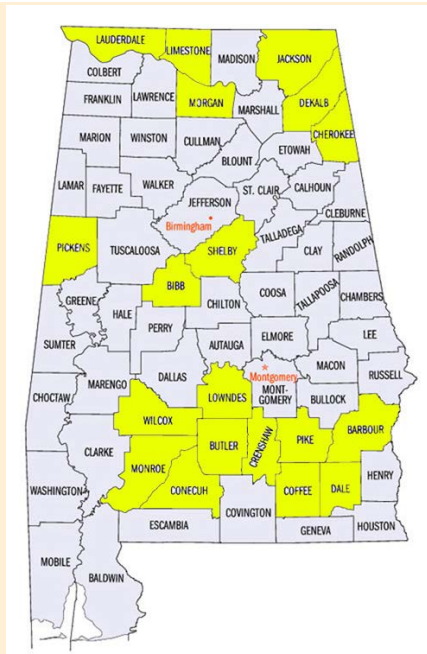 LAUDERDALE
LIMESTONE
MADISON
JACKSON
COLBERT
FRANKLIN
LAWRENCE
MORGAN
MARSHALL
DEKALB
CHEROKEE
MARION
WINSTON
CULLMAN
ETOWAH
BLOUNT
LAMAR
FAYETTE
WALKER
JEFFERSON
ST. CLAIR
CALHOUN
CLEBURNE
Birmingham
PICKENS
TUSCALOOSA
SHELBY
TALLADEGA
CLAY
RANDOLPH
BIBB
GREENE
HALE
PERRY
CHILTON
COOSA
TALLAPOOSA
CHAMBERS
SUMTER
AUTAUGA
ELMORE
LEE
MACON
RUSSELL
CHOCTAW
MARENGO
DALLAS
LOWNDES
Montgomery
MONT-
GOMERY
BULLOCK
WILCOX
BUTLER
CRENSHAW
PIKE
BARBOUR
CLARKE
MONROE
CONECUH
COFFEE
DALE
HENRY
WASHINGTON
ESCAMBIA
COVINGTON
GENEVA
HOUSTON
MOBILE
BALDWIN